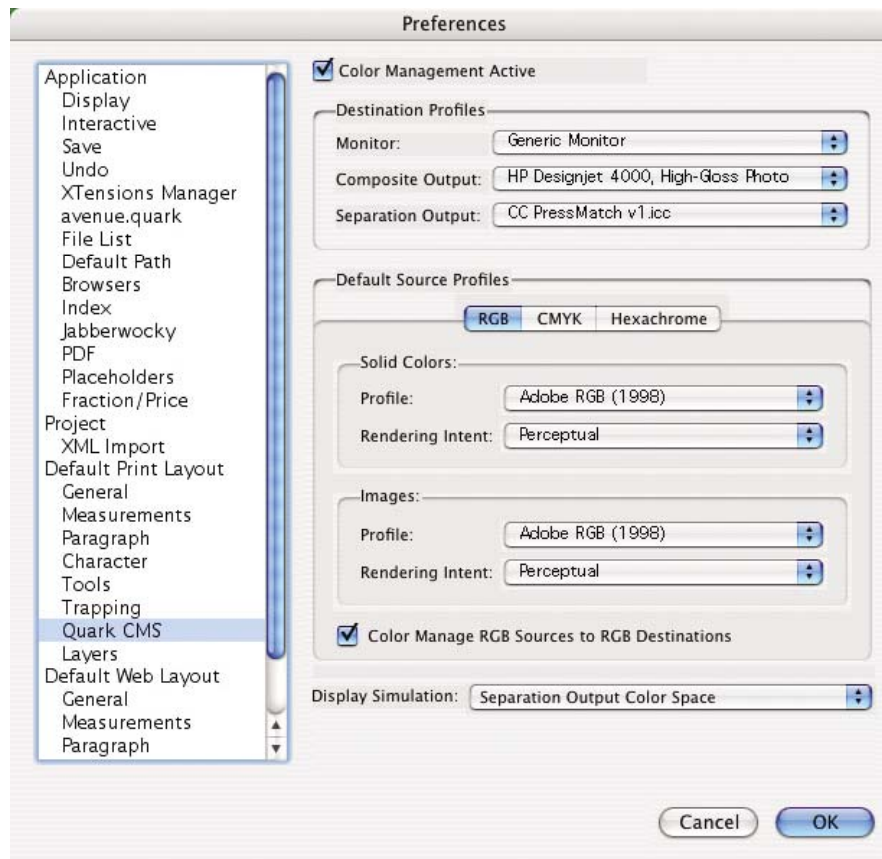 Preferences
Application
Display
Interactive
Save
Undo
XTensions Manager
avenue.quark
File List
Default Path
Browsers
Index
Jabberwocky
PDF
Placeholders
Fraction/Price
Project
XML Import
Default Print Layout
General
Measurements
Paragraph
Character
Tools
Trapping
Quark CMS
Layers
Default Web Layout
General
Measurements
Paragraph
Color Management Active
Destination Profiles
Monitor: Generic Monitor
Composite Output: HP Designjet 4000, High-Gloss Photo
Separation Output: CC PressMatch v1.icc
Default Source Profiles
RGB CMYK Hexachrome
Solid Colors:
Profile: Adobe RGB (1998)
Rendering Intent: Perceptual
Images:
Profile: Adobe RGB (1998)
Rendering Intent: Perceptual
Color Manage RGB Sources to RGB Destinations
Display Simulation: Separation Output Color Space
Cancel OK